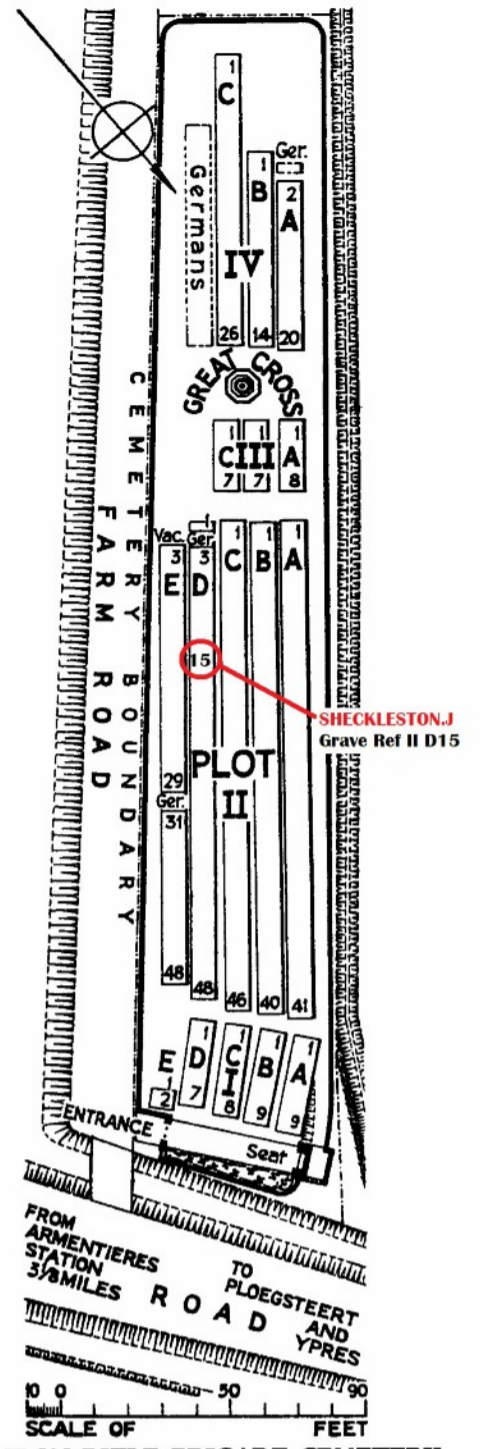 1
C
Germans
1
B
Ger.
2
A
IV
26
14
20
GREAT CROSS
1
C
7
III
1
7
1
A
8
CEMETERY BOUNDARY
FARM ROAD
Vac.
3
E
1
Ger.
3
D
1
C
1
B
1
A
15
SHECKLESTON.J
Grave Ref II D15
PLOT
II
29
Ger.
31
48
48
46
40
41
E
1
2
1
D
7
1
C
I
8
1
B
9
1
A
9
ENTRANCE
Seat
FROM
ARMENTIERES
STATION
3⅛ MILES
ROAD
TO
PLOEGSTEERT
AND
YPRES
10 0 50 90
SCALE OF FEET